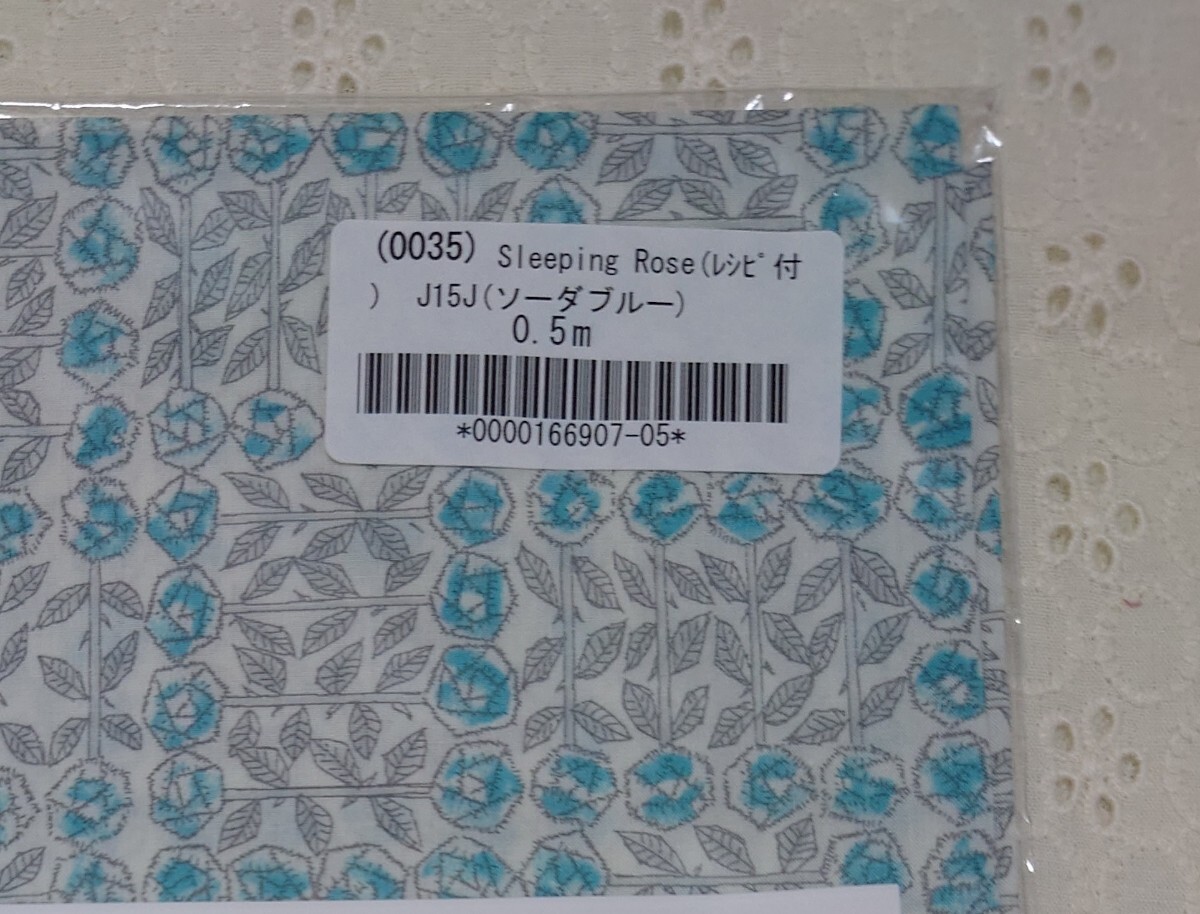 (0035) Sleeping Rose(ﾚｼﾋﾟ付
) J15J(ソーダブルー)
0.5m
*0000166907-05*